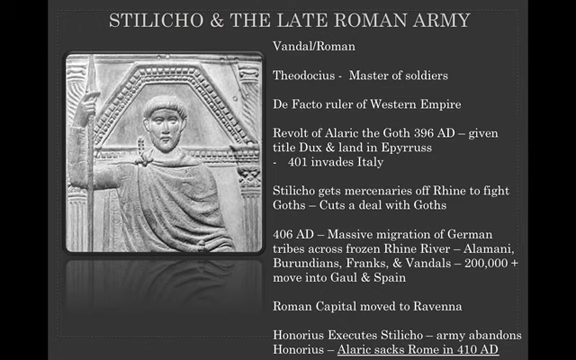 STILICHO & THE LATE ROMAN ARMY
Vandal/Roman
Theodocius - Master of soldiers
De Facto ruler of Western Empire
Revolt of Alaric the Goth 396 AD – given
title Dux & land in Epyrruss
- 401 invades Italy
Stilicho gets mercenaries off Rhine to fight
Goths – Cuts a deal with Goths
406 AD – Massive migration of German
tribes across frozen Rhine River – Alamani,
Burundians, Franks, & Vandals – 200,000 +
move into Gaul & Spain
Roman Capital moved to Ravenna
Honorius Executes Stilicho – army abandons
Honorius – Alaric sacks Rome in 410 AD